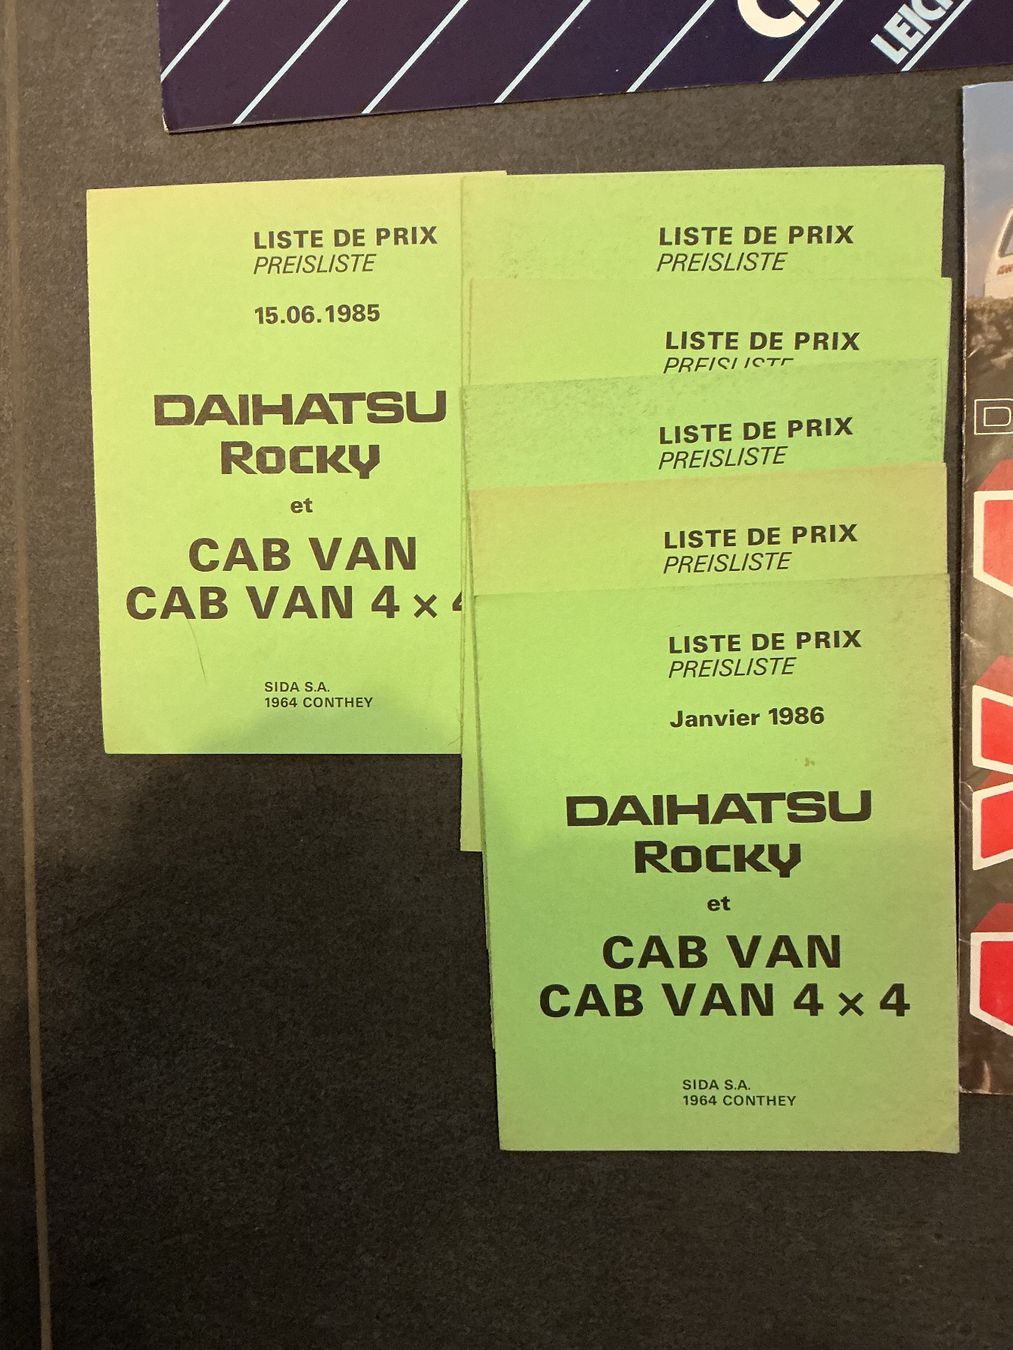 LEICH
LISTE DE PRIX
PREISLISTE
15.06.1985
DAIHATSU
ROCKY
et
CAB VAN
CAB VAN 4 × 4
SIDA S.A.
1964 CONTHEY
LISTE DE PRIX
PREISLISTE
LISTE DE PRIX
PREISLISTE
LISTE DE PRIX
PREISLISTE
LISTE DE PRIX
PREISLISTE
LISTE DE PRIX
PREISLISTE
Janvier 1986
DAIHATSU
ROCKY
et
CAB VAN
CAB VAN 4 × 4
SIDA S.A.
1964 CONTHEY
D